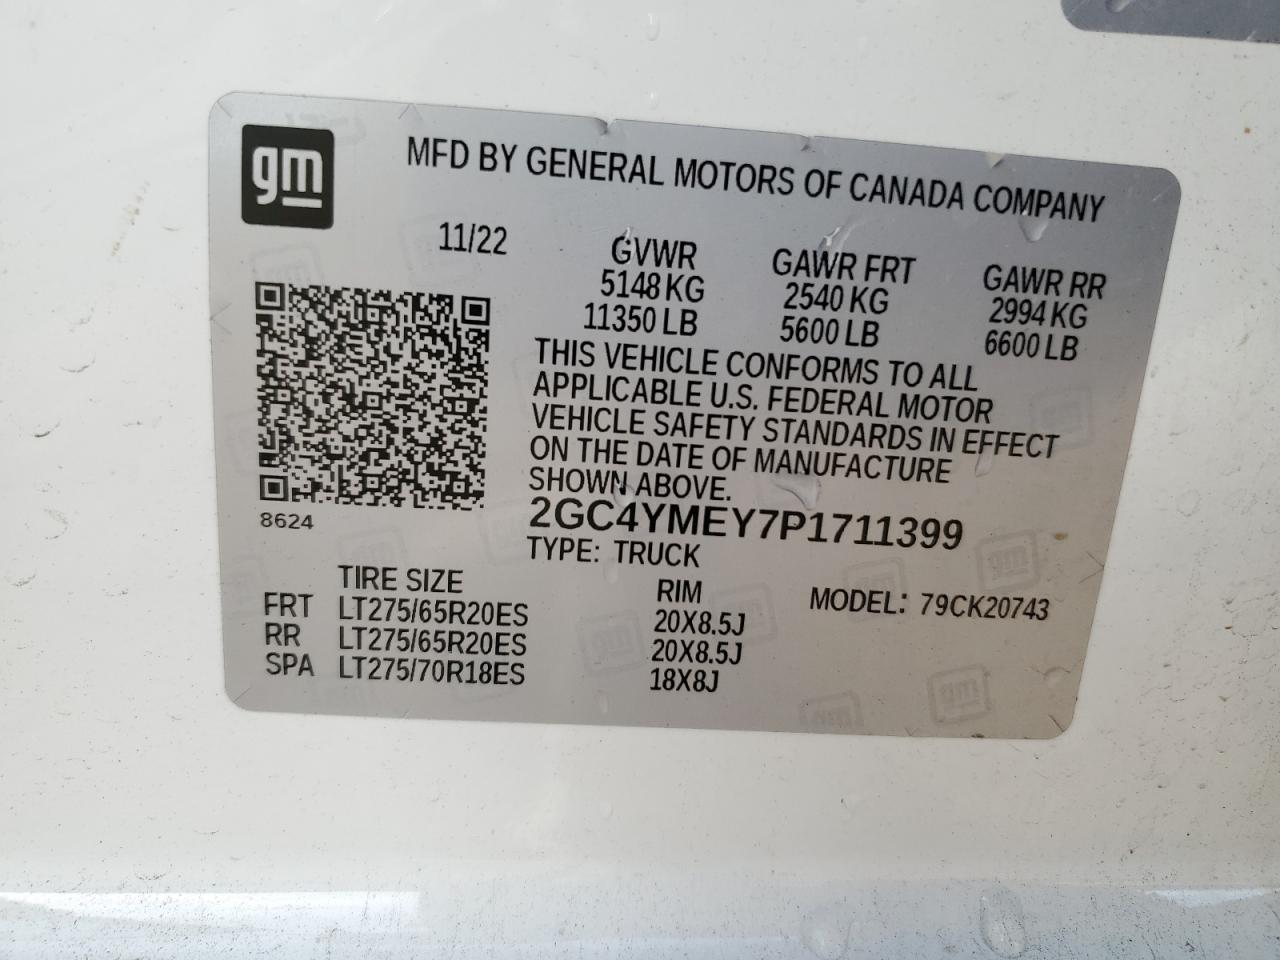 gm
MFD BY GENERAL MOTORS OF CANADA COMPANY
11/22
GVWR
5148 KG
11350 LB
GAWR FRT
2540 KG
5600 LB
GAWR RR
2994 KG
6600 LB
THIS VEHICLE CONFORMS TO ALL
APPLICABLE U.S. FEDERAL MOTOR
VEHICLE SAFETY STANDARDS IN EFFECT
ON THE DATE OF MANUFACTURE
SHOWN ABOVE.
8624
2GC4YMEY7P1711399
TYPE: TRUCK
TIRE SIZE RIM MODEL: 79CK20743
FRT LT275/65R20ES 20X8.5J
RR LT275/65R20ES 20X8.5J
SPA LT275/70R18ES 18X8J